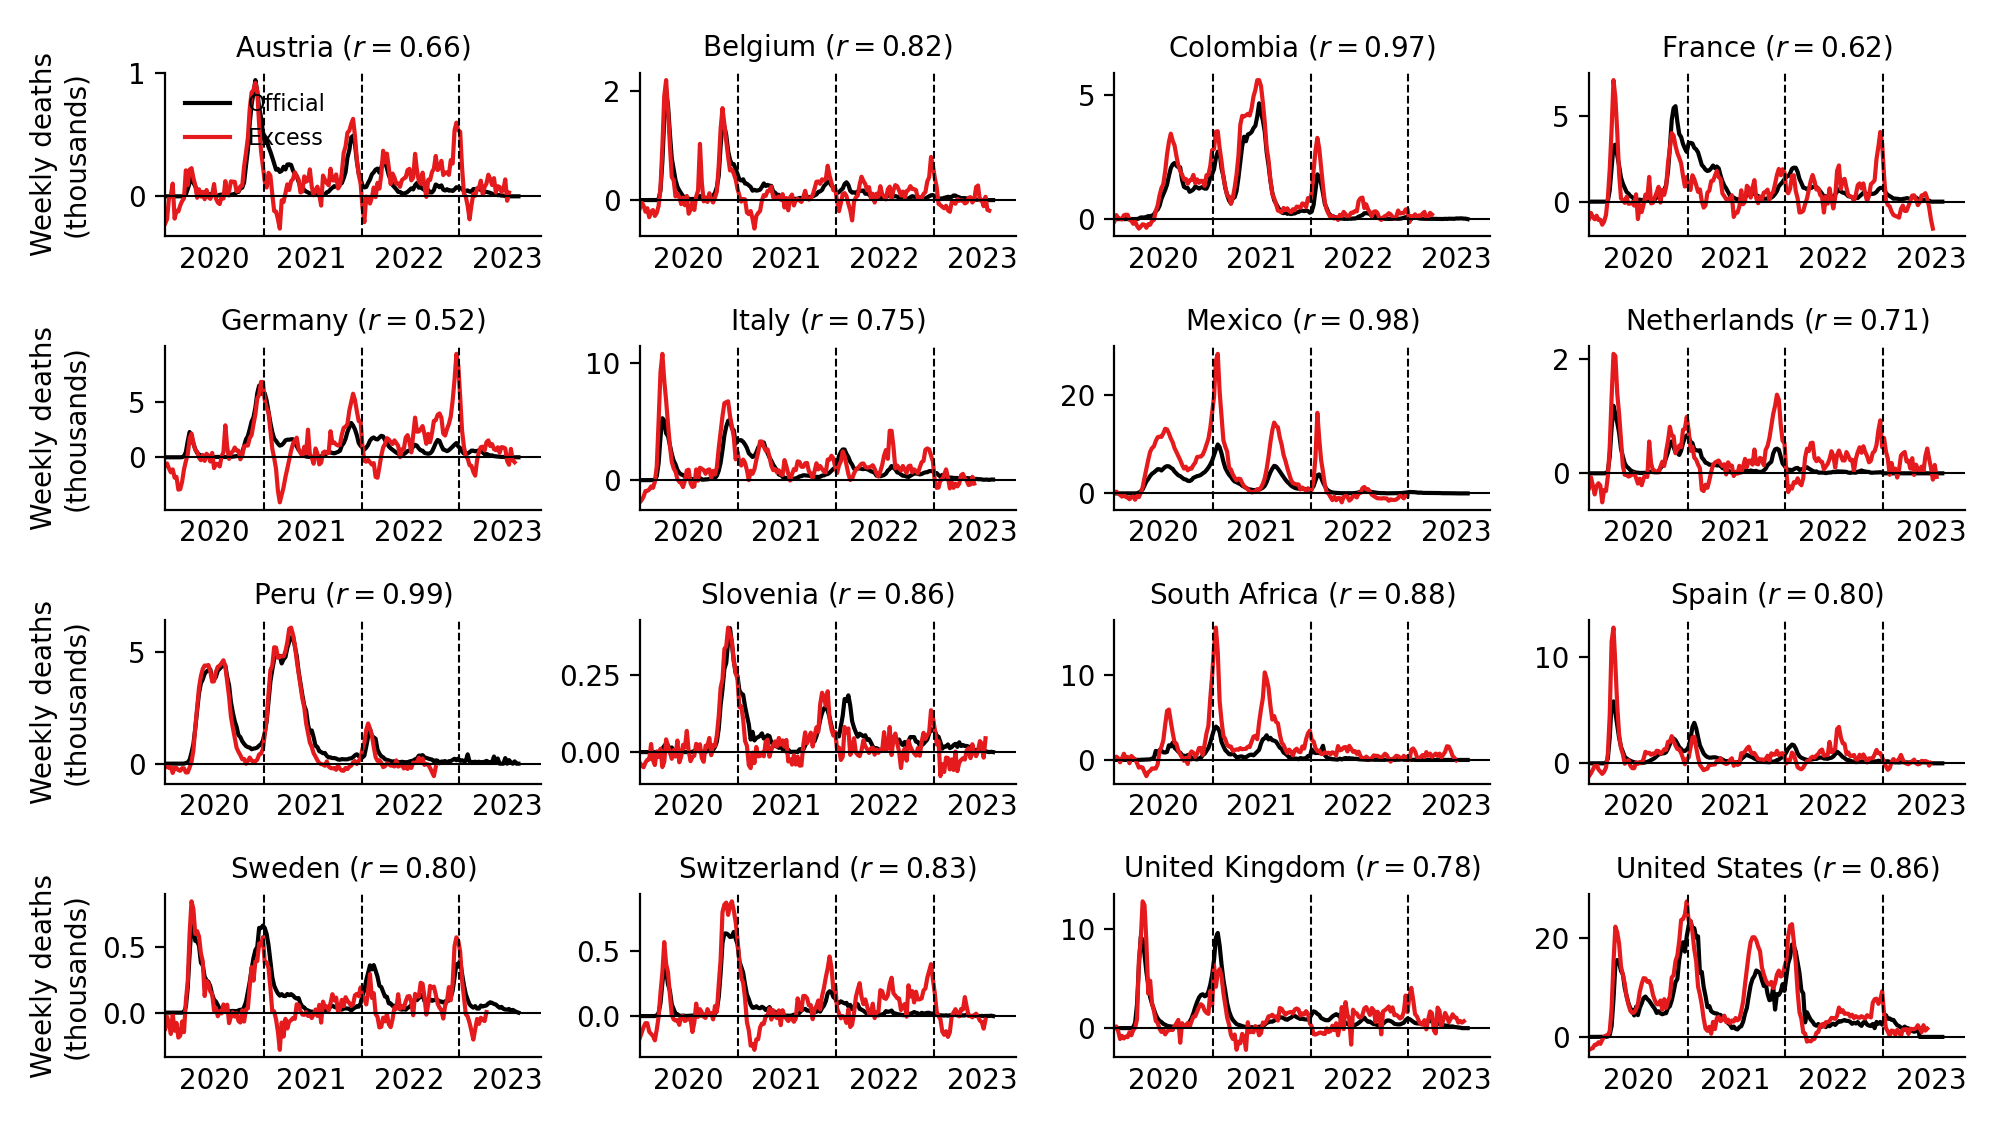 Austria (r = 0.66)
Belgium (r = 0.82)
Colombia (r = 0.97)
France (r = 0.62)
Weekly deaths
(thousands)
1
0
Official
Excess
2
0
5
0
5
0
2020 2021 2022 2023
2020 2021 2022 2023
2020 2021 2022 2023
2020 2021 2022 2023
Germany (r = 0.52)
Italy (r = 0.75)
Mexico (r = 0.98)
Netherlands (r = 0.71)
Weekly deaths
(thousands)
5
0
10
0
20
0
2
0
2020 2021 2022 2023
2020 2021 2022 2023
2020 2021 2022 2023
2020 2021 2022 2023
Peru (r = 0.99)
Slovenia (r = 0.86)
South Africa (r = 0.88)
Spain (r = 0.80)
Weekly deaths
(thousands)
5
0
0.25
0.00
10
0
10
0
2020 2021 2022 2023
2020 2021 2022 2023
2020 2021 2022 2023
2020 2021 2022 2023
Sweden (r = 0.80)
Switzerland (r = 0.83)
United Kingdom (r = 0.78)
United States (r = 0.86)
Weekly deaths
(thousands)
0.5
0.0
0.5
0.0
10
0
20
0
2020 2021 2022 2023
2020 2021 2022 2023
2020 2021 2022 2023
2020 2021 2022 2023